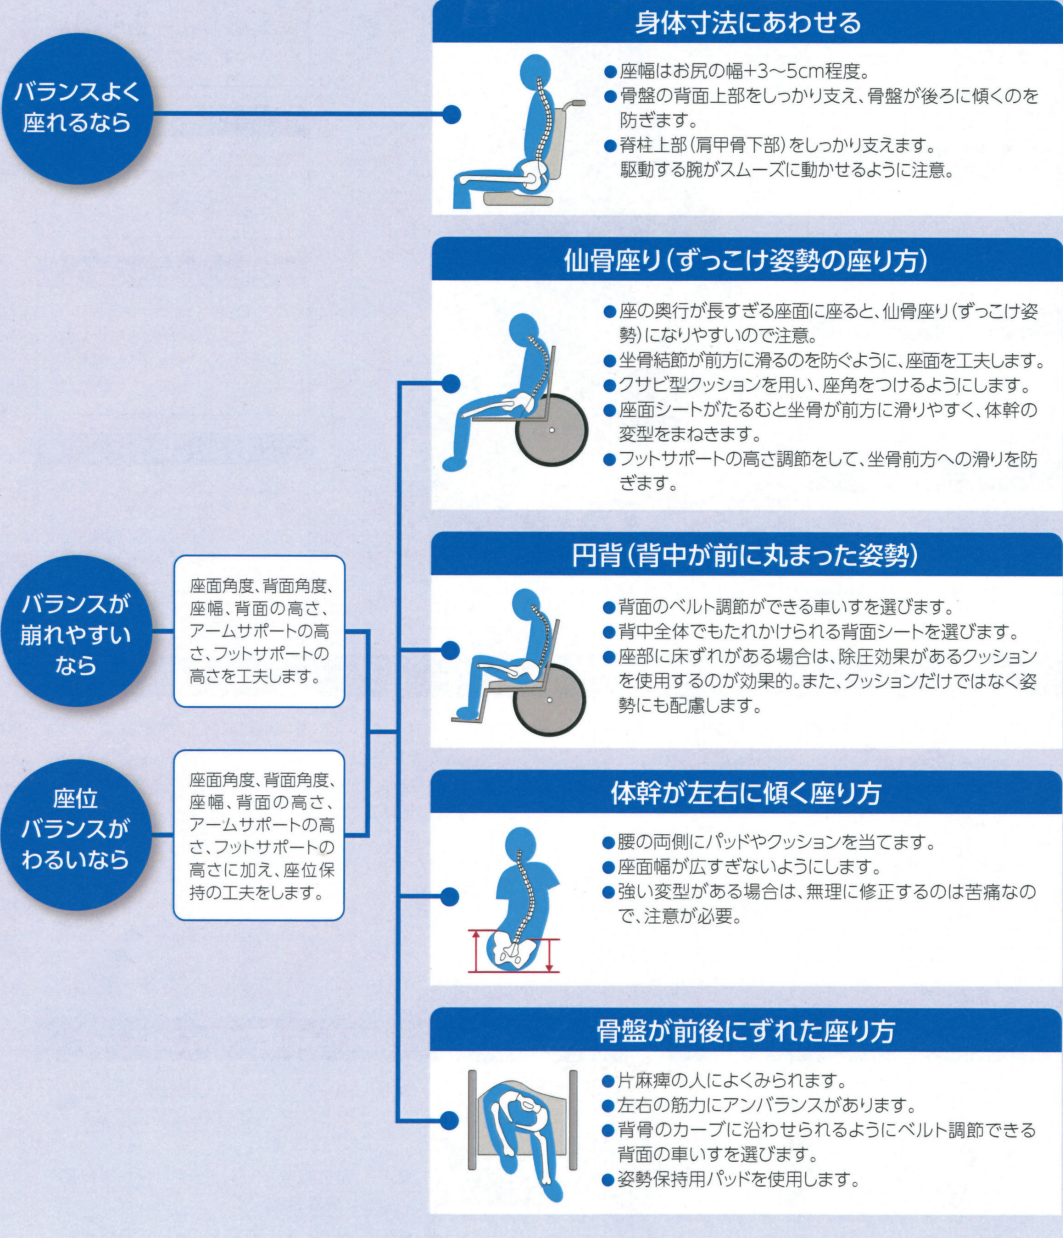 バランスよく
座れるなら
身体寸法にあわせる
●座幅はお尻の幅+3〜5cm程度。
●骨盤の背面上部をしっかり支え、骨盤が後ろに傾くのを
防ぎます。
●脊柱上部(肩甲骨下部)をしっかり支えます。
駆動する腕がスムーズに動かせるように注意。
仙骨座り(ずっこけ姿勢の座り方)
●座の奥行が長すぎる座面に座ると、仙骨座り(ずっこけ姿
勢)になりやすいので注意。
●坐骨結節が前方に滑るのを防ぐように、座面を工夫します。
●クサビ型クッションを用い、座角をつけるようにします。
●座面シートがたるむと坐骨が前方に滑りやすく、体幹の
変型をまねきます。
●フットサポートの高さ調節をして、坐骨前方への滑りを防
ぎます。
バランスが
崩れやすい
なら
座面角度、背面角度、
座幅、背面の高さ、
アームサポートの高
さ、フットサポートの
高さを工夫します。
円背(背中が前に丸まった姿勢)
●背面のベルト調節ができる車いすを選びます。
●背中全体でもたれかけられる背面シートを選びます。
●座部に床ずれがある場合は、除圧効果があるクッション
を使用するのが効果的。また、クッションだけではなく姿
勢にも配慮します。
座位
バランスが
わるいなら
座面角度、背面角度、
座幅、背面の高さ、
アームサポートの高
さ、フットサポートの
高さに加え、座位保
持の工夫をします。
体幹が左右に傾く座り方
●腰の両側にパッドやクッションを当てます。
●座面幅が広すぎないようにします。
●強い変型がある場合は、無理に修正するのは苦痛なの
で、注意が必要。
骨盤が前後にずれた座り方
●片麻痺の人によくみられます。
●左右の筋力にアンバランスがあります。
●背骨のカーブに沿わせられるようにベルト調節できる
背面の車いすを選びます。
●姿勢保持用パッドを使用します。